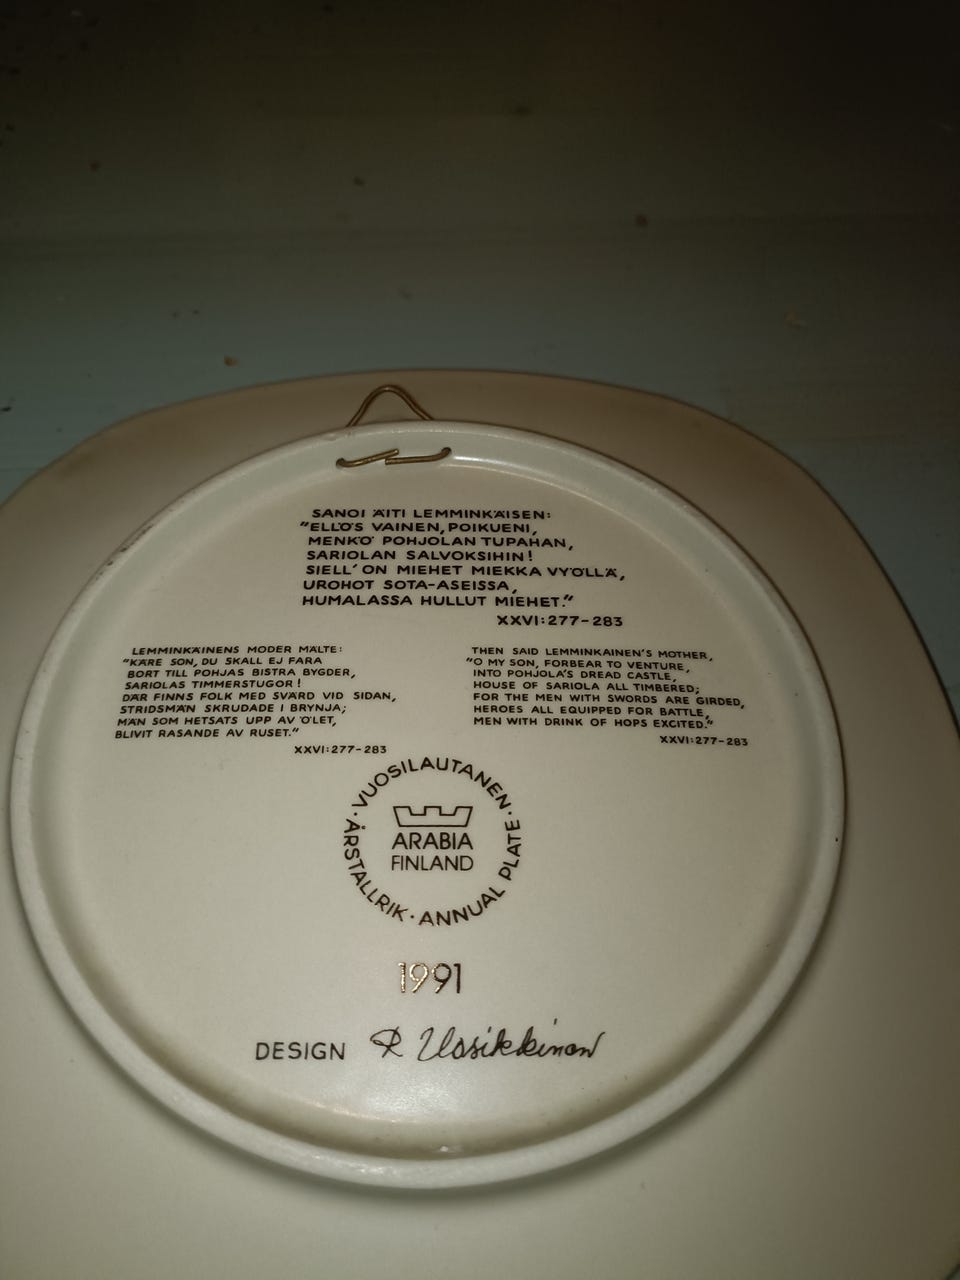 SANOI ÄITI LEMMINKÄISEN:
"ELLÖS VAINEN, POIKUENI,
MENKÖ POHJOLAN TUPAHAN,
SARIOLAN SALVOKSIHIN!
SIELL' ON MIEHET MIEKKA VYÖLLÄ,
UROHOT SOTA-ASEISSA,
HUMALASSA HULLUT MIEHET."
XXVI:277-283
LEMMINKÄINENS MODER MÄLTE:
"KÄRE SON, DU SKALL EJ FARA
BORT TILL POHJAS BISTRA BYGDER,
SARIOLAS TIMMERSTUGOR!
DÄR FINNS FOLK MED SVÄRD VID SIDAN,
STRIDSMÄN SKRUDADE I BRYNJA;
MÄN SOM HETSATS UPP AV ÖLET,
BLIVIT RASANDE AV RUSET."
XXVI:277-283
THEN SAID LEMMINKAINEN'S MOTHER,
"O MY SON, FORBEAR TO VENTURE,
INTO POHJOLA'S DREAD CASTLE,
HOUSE OF SARIOLA ALL TIMBERED;
FOR THE MEN WITH SWORDS ARE GIRDED,
HEROES ALL EQUIPPED FOR BATTLE,
MEN WITH DRINK OF HOPS EXCITED."
XXVI:277-283
· VUOSILAUTANEN · ANNUAL PLATE · ÅRSTALLRIK
ARABIA
FINLAND
1991
DESIGN R Uosikkinen